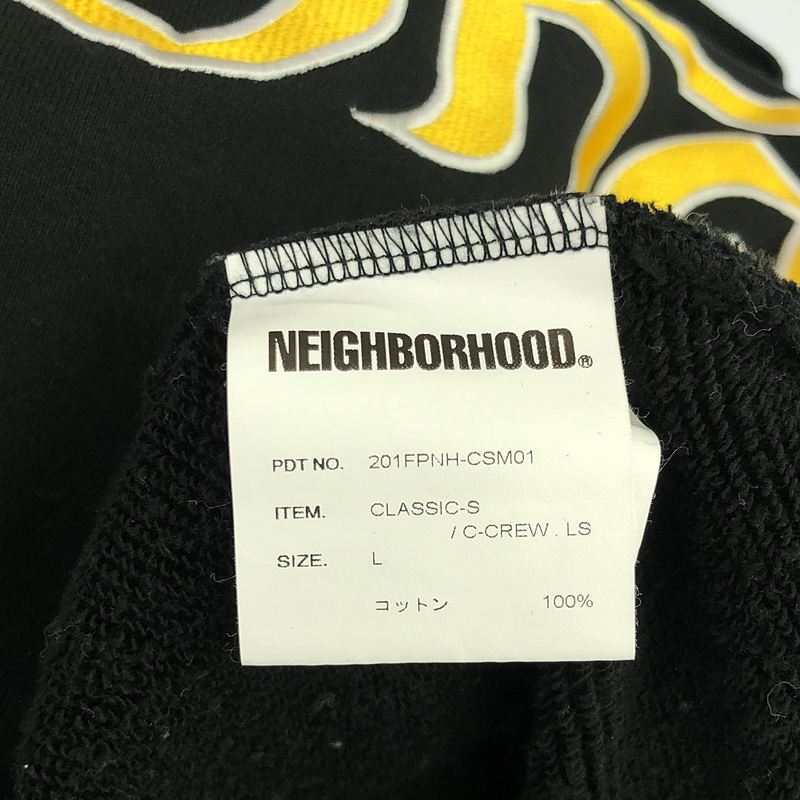 NEIGHBORHOOD®
PDT NO. 201FPNH-CSM01
ITEM. CLASSIC-S
/ C-CREW . LS
SIZE. L
コットン 100%